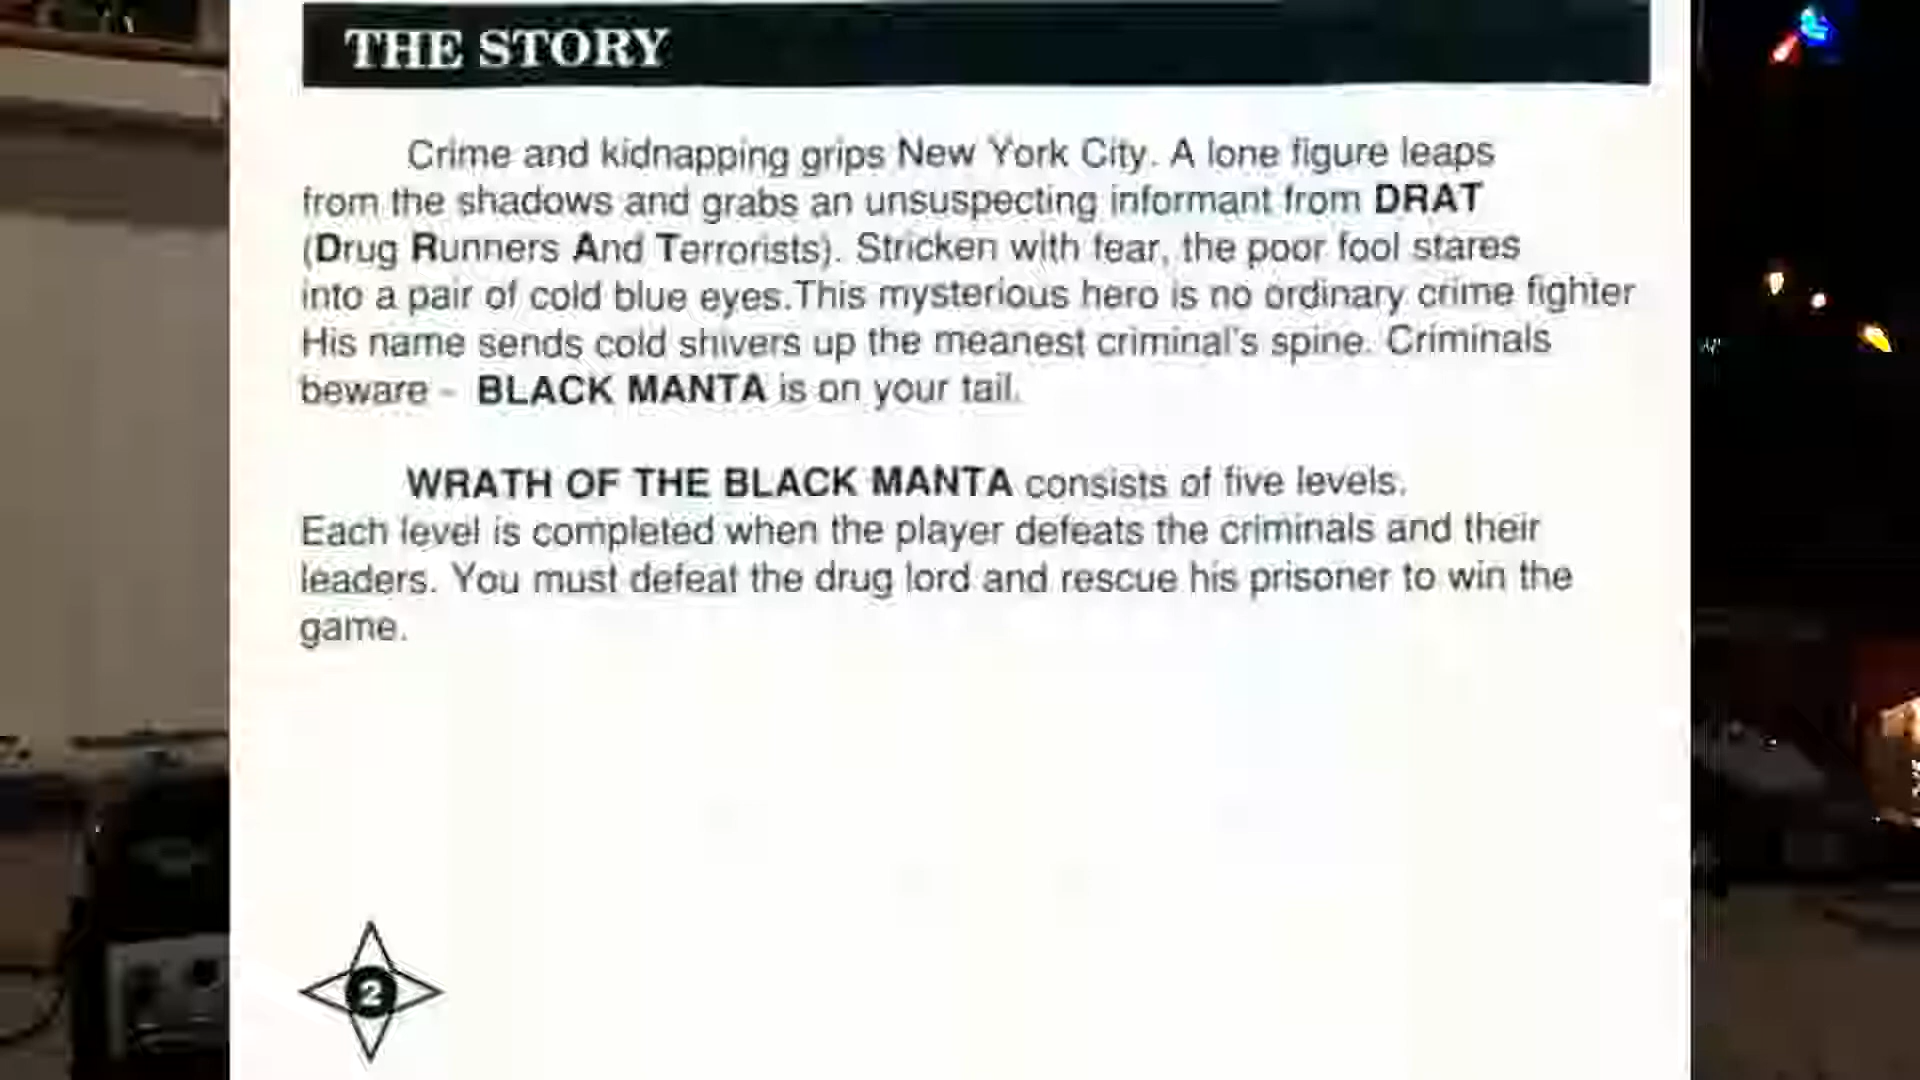 THE STORY
Crime and kidnapping grips New York City. A lone figure leaps
from the shadows and grabs an unsuspecting informant from DRAT
(Drug Runners And Terrorists). Stricken with fear, the poor fool stares
into a pair of cold blue eyes.This mysterious hero is no ordinary crime fighter
His name sends cold shivers up the meanest criminal's spine. Criminals
beware - BLACK MANTA is on your tail.
WRATH OF THE BLACK MANTA consists of five levels.
Each level is completed when the player defeats the criminals and their
leaders. You must defeat the drug lord and rescue his prisoner to win the
game.
2